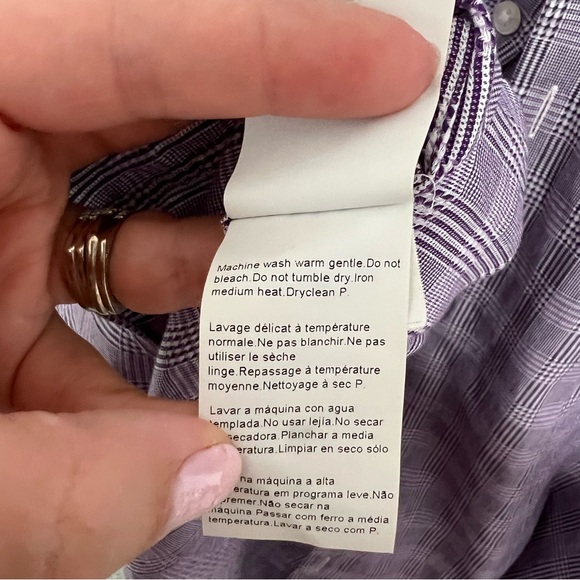 Machine wash warm gentle.Do not
bleach.Do not tumble dry.Iron
medium heat.Dryclean P.
Lavage délicat à température
normale.Ne pas blanchir.Ne pas
utiliser le sèche
linge.Repassage à température
moyenne.Nettoyage à sec P.
Lavar a máquina con agua
templada.No usar lejía.No secar
secadora.Planchar a media
Limpiar en seco sólo
na máquina a alta
em programa leve.Não
Não secar na
máquina Passar com ferro a média
temperatura.Lavar a seco com P.